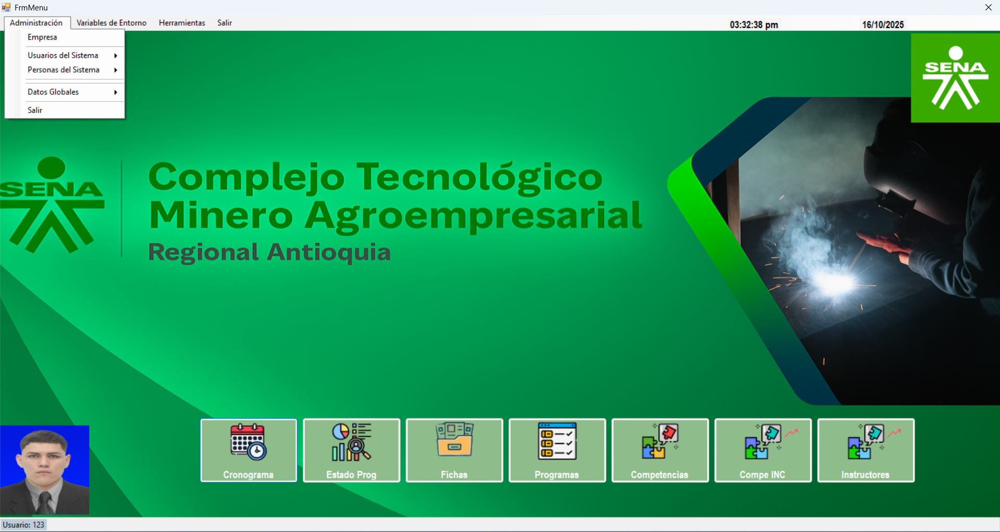 FrmMenu
Administración Variables de Entorno Herramientas Salir 03:32:38 pm 16/10/2025
Empresa
Usuarios del Sistema
Personas del Sistema
Datos Globales
Salir
SENA
SENA
Complejo Tecnológico
Minero Agroempresarial
Regional Antioquia
Cronograma Estado Prog Fichas Programas Competencias Compe INC Instructores
Usuario: 123